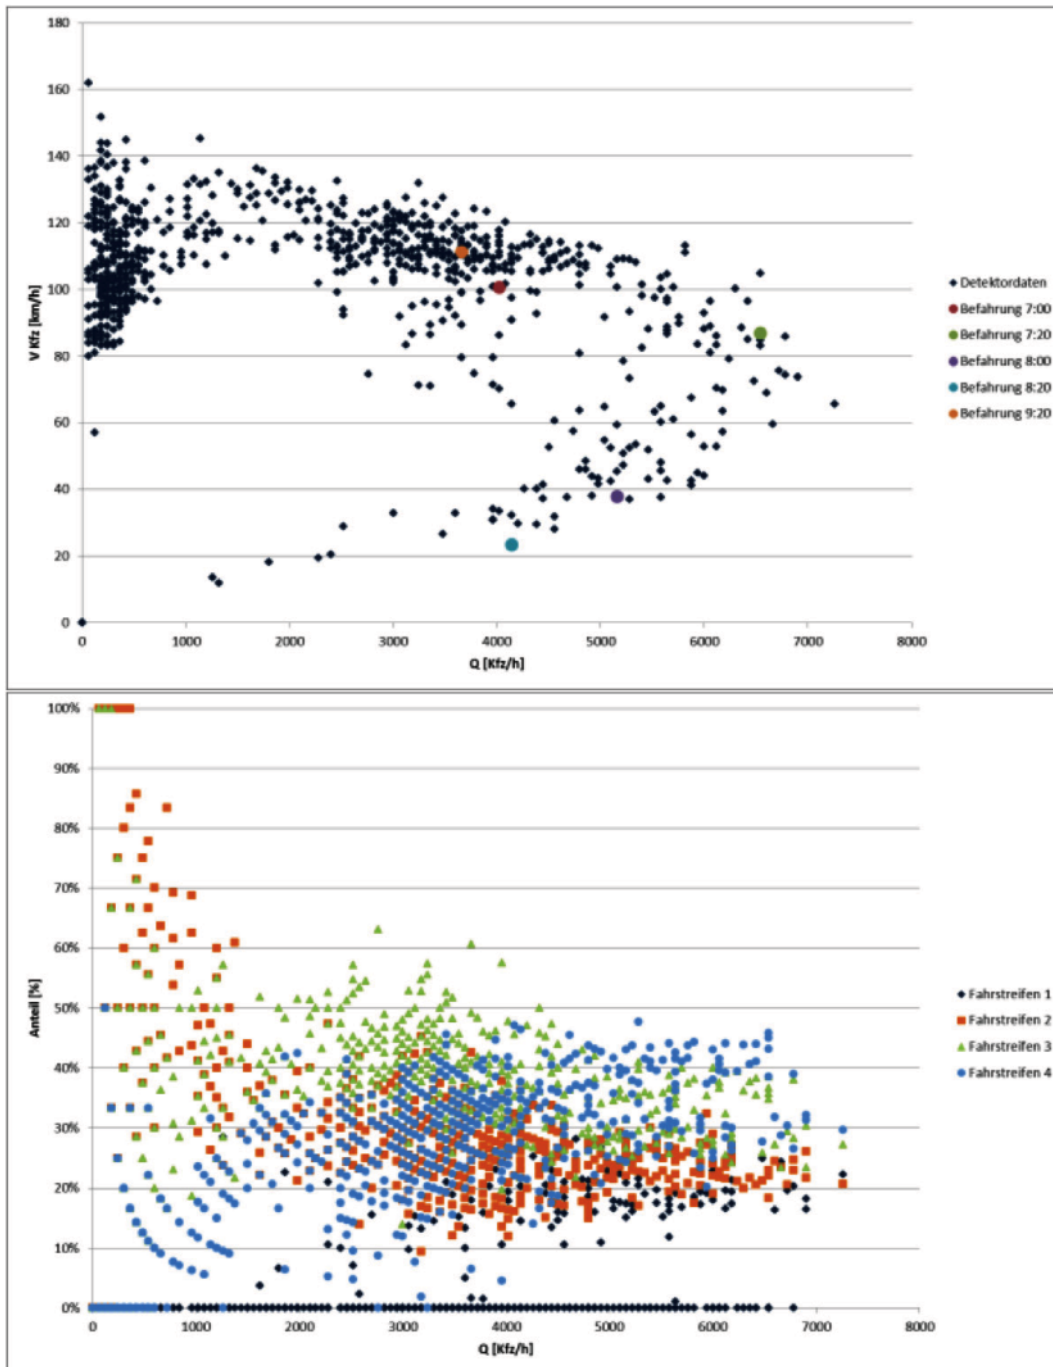 180
160
140
120
100
80
60
40
20
0
V Kfz [km/h]
0 1000 2000 3000 4000 5000 6000 7000 8000
Q [Kfz/h]
Detektordaten
Befahrung 7:00
Befahrung 7:20
Befahrung 8:00
Befahrung 8:20
Befahrung 9:20
100%
90%
80%
70%
60%
50%
40%
30%
20%
10%
0%
Anteil [%]
0 1000 2000 3000 4000 5000 6000 7000 8000
Q [Kfz/h]
Fahrstreifen 1
Fahrstreifen 2
Fahrstreifen 3
Fahrstreifen 4